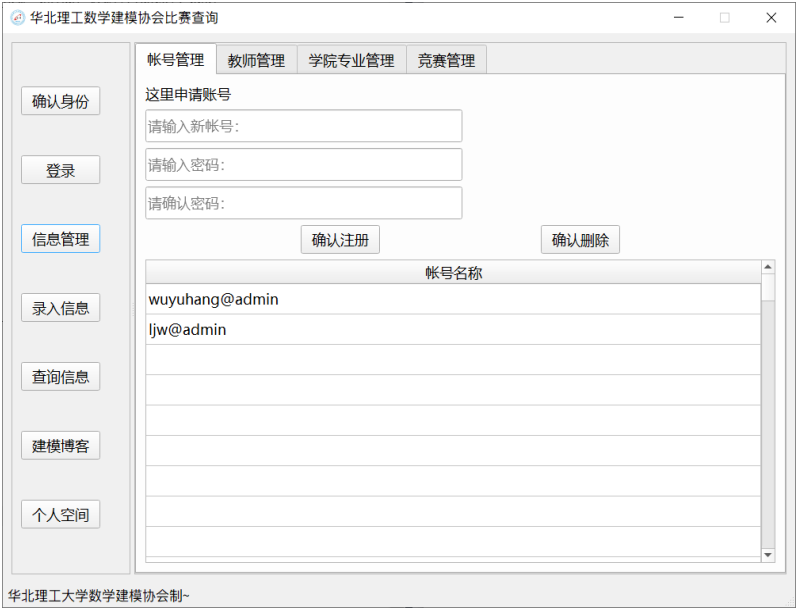 华北理工数学建模协会比赛查询
确认身份
登录
信息管理
录入信息
查询信息
建模博客
个人空间
帐号管理 教师管理 学院专业管理 竞赛管理
这里申请账号
请输入新帐号:
请输入密码:
请确认密码:
确认注册 确认删除
帐号名称
wuyuhang@admin
ljw@admin
华北理工大学数学建模协会制~